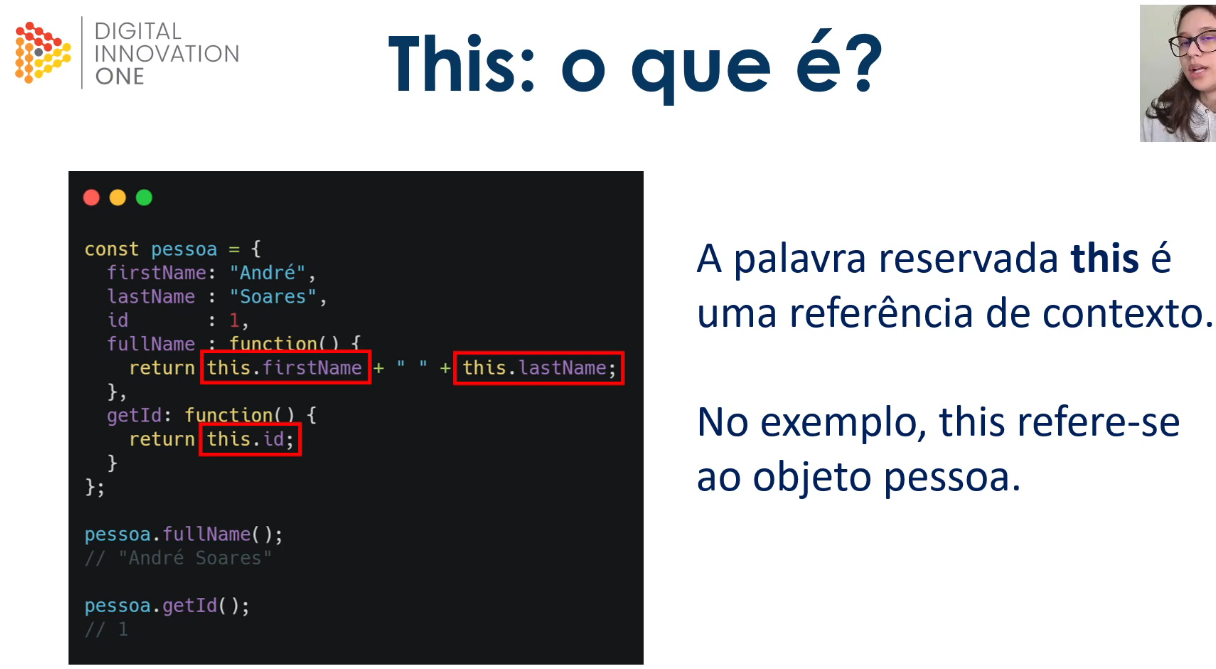 DIGITAL
INNOVATION
ONE
This: o que é?
const pessoa = {
  firstName: "André",
  lastName : "Soares",
  id       : 1,
  fullName : function() {
    return this.firstName + " " + this.lastName;
  },
  getId: function() {
    return this.id;
  }
};

pessoa.fullName();
// "André Soares"

pessoa.getId();
// 1
A palavra reservada this é
uma referência de contexto.
No exemplo, this refere-se
ao objeto pessoa.